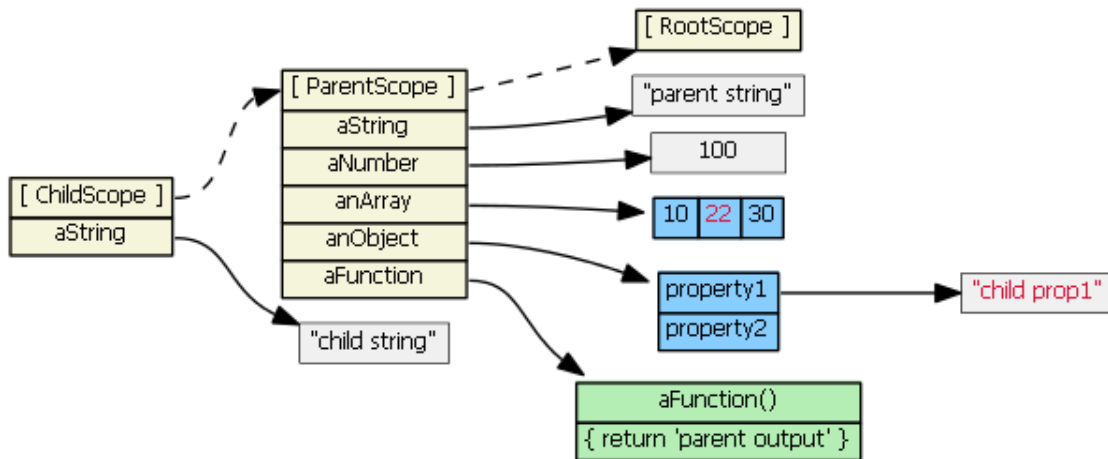 [ RootScope ]
[ ParentScope ]
"parent string"
aString
100
aNumber
[ ChildScope ]
anArray
10 22 30
aString
anObject
aFunction
property1
"child prop1"
property2
"child string"
aFunction()
{ return 'parent output' }